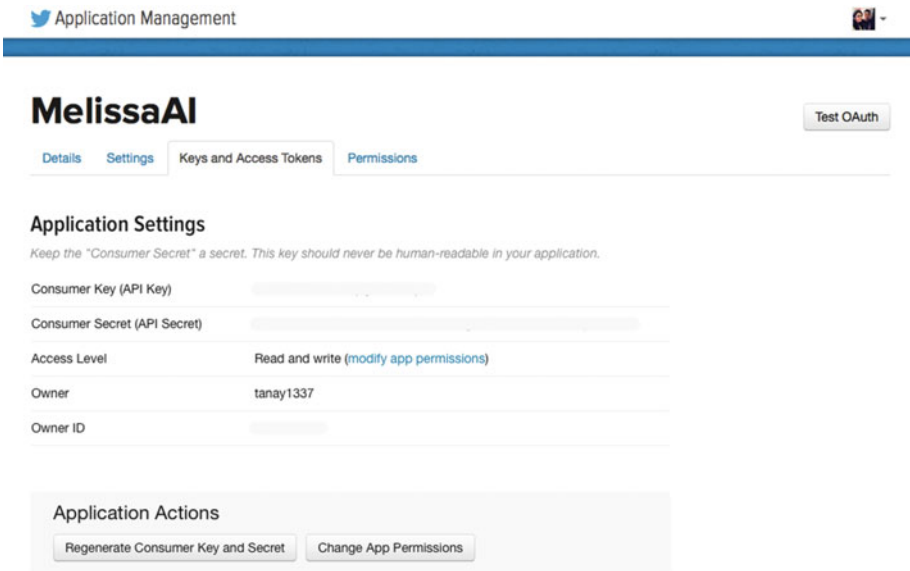 Application Management
MelissaAI
Test OAuth
Details Settings Keys and Access Tokens Permissions
Application Settings
Keep the "Consumer Secret" a secret. This key should never be human-readable in your application.
Consumer Key (API Key)
Consumer Secret (API Secret)
Access Level Read and write (modify app permissions)
Owner tanay1337
Owner ID
Application Actions
Regenerate Consumer Key and Secret Change App Permissions